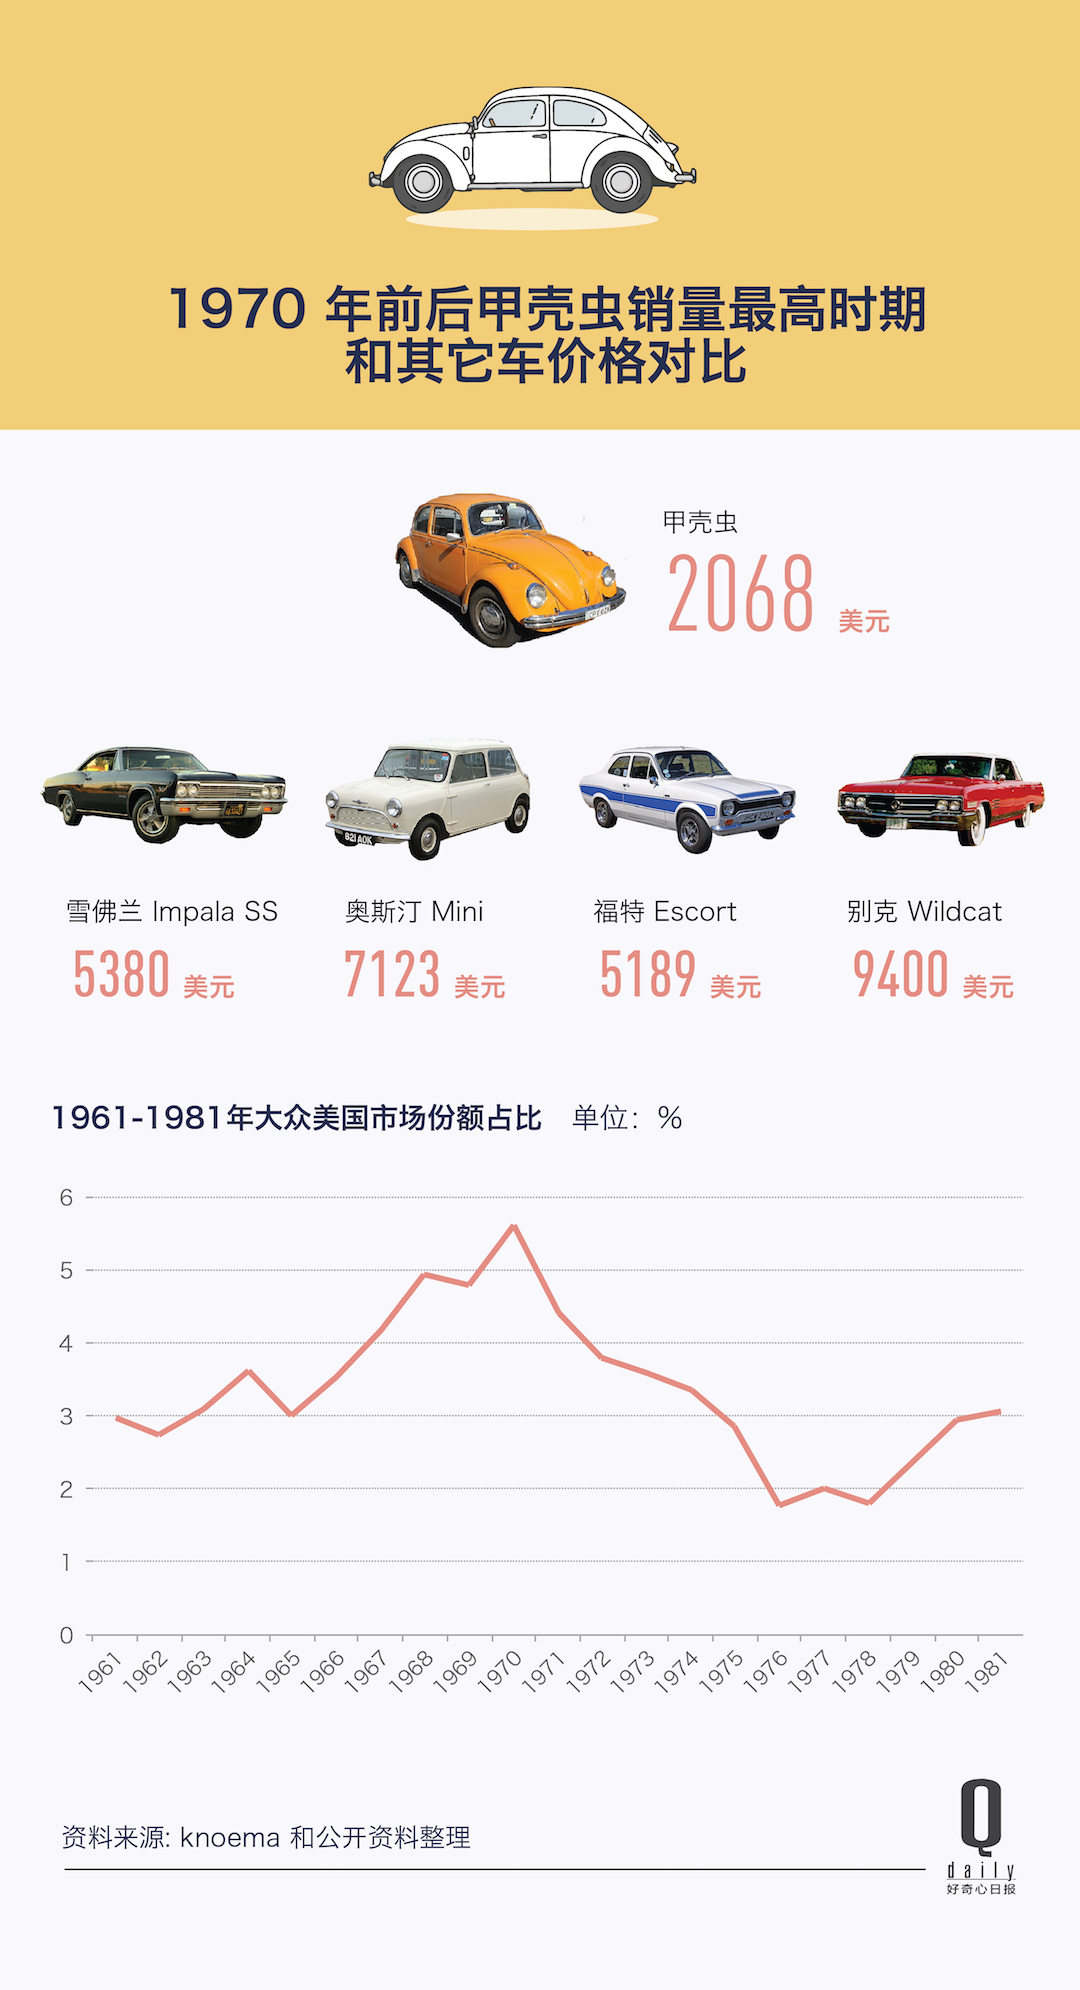 1970 年前后甲壳虫销量最高时期
和其它车价格对比
甲壳虫
2068 美元
雪佛兰 Impala SS
5380 美元
奥斯汀 Mini
7123 美元
福特 Escort
5189 美元
别克 Wildcat
9400 美元
821 AOK
1961-1981年大众美国市场份额占比 单位：%
6
5
4
3
2
1
0
1961
1962
1963
1964
1965
1966
1967
1968
1969
1970
1971
1972
1973
1974
1975
1976
1977
1978
1979
1980
1981
资料来源: knoema 和公开资料整理
Q
daily
好奇心日报